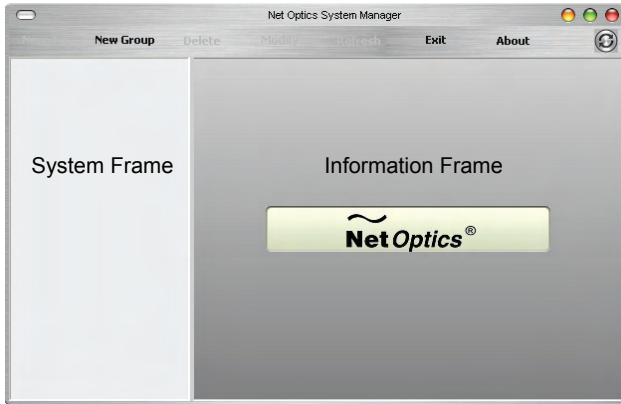 Net Optics System Manager
New Group Delete Modify Refresh Exit About
System Frame
Information Frame
Net Optics®